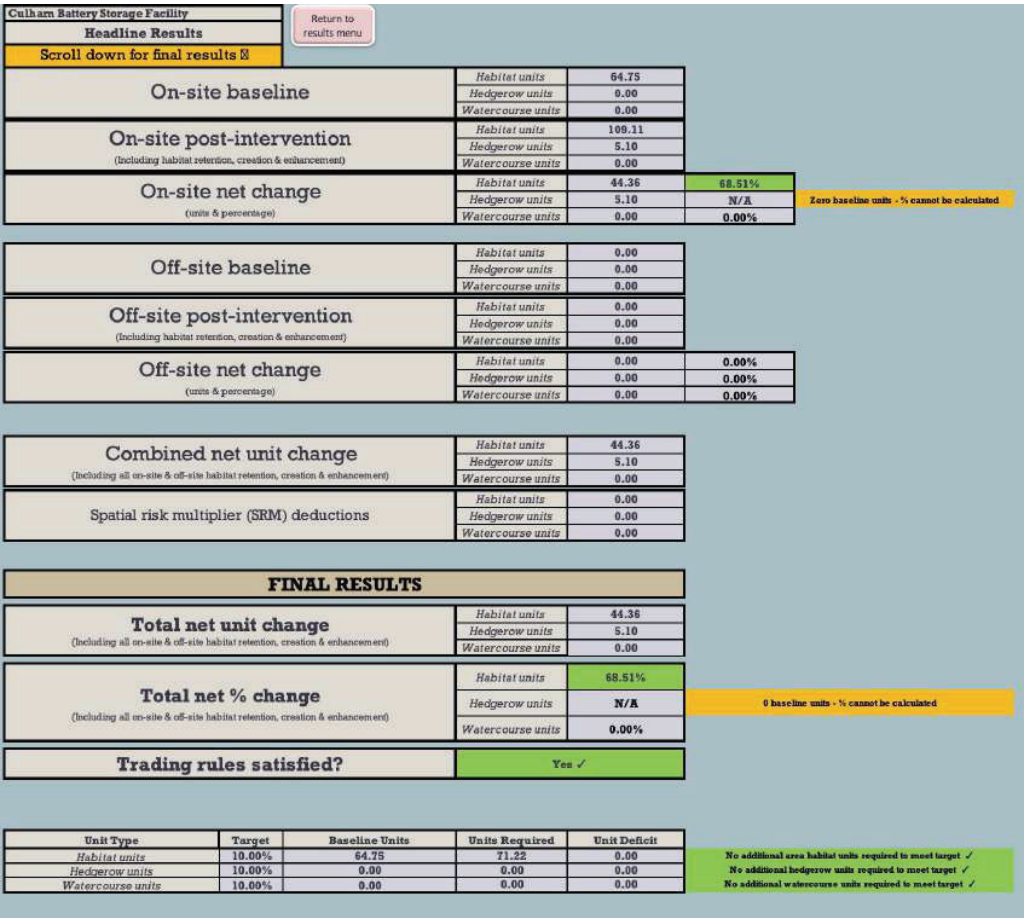 Culham Battery Storage Facility
Headline Results
Scroll down for final results
Return to
results menu
On-site baseline
Habitat units 64.75
Hedgerow units 0.00
Watercourse units 0.00
On-site post-intervention
(Including habitat retention, creation & enhancement)
Habitat units 109.11
Hedgerow units 5.10
Watercourse units 0.00
On-site net change
(units & percentage)
Habitat units 44.36 68.51%
Hedgerow units 5.10 N/A Zero baseline units - % cannot be calculated
Watercourse units 0.00 0.00%
Off-site baseline
Habitat units 0.00
Hedgerow units 0.00
Watercourse units 0.00
Off-site post-intervention
(Including habitat retention, creation & enhancement)
Habitat units 0.00
Hedgerow units 0.00
Watercourse units 0.00
Off-site net change
(units & percentage)
Habitat units 0.00 0.00%
Hedgerow units 0.00 0.00%
Watercourse units 0.00 0.00%
Combined net unit change
(Including all on-site & off-site habitat retention, creation & enhancement)
Habitat units 44.36
Hedgerow units 5.10
Watercourse units 0.00
Spatial risk multiplier (SRM) deductions
Habitat units 0.00
Hedgerow units 0.00
Watercourse units 0.00
FINAL RESULTS
Total net unit change
(Including all on-site & off-site habitat retention, creation & enhancement)
Habitat units 44.36
Hedgerow units 5.10
Watercourse units 0.00
Total net % change
(Including all on-site & off-site habitat retention, creation & enhancement)
Habitat units 68.51%
Hedgerow units N/A 0 baseline units - % cannot be calculated
Watercourse units 0.00%
Trading rules satisfied? Yes ✓
Unit Type Target Baseline Units Units Required Unit Deficit
Habitat units 10.00% 64.75 71.22 0.00 No additional area habitat units required to meet target ✓
Hedgerow units 10.00% 0.00 0.00 0.00 No additional hedgerow units required to meet target ✓
Watercourse units 10.00% 0.00 0.00 0.00 No additional watercourse units required to meet target ✓